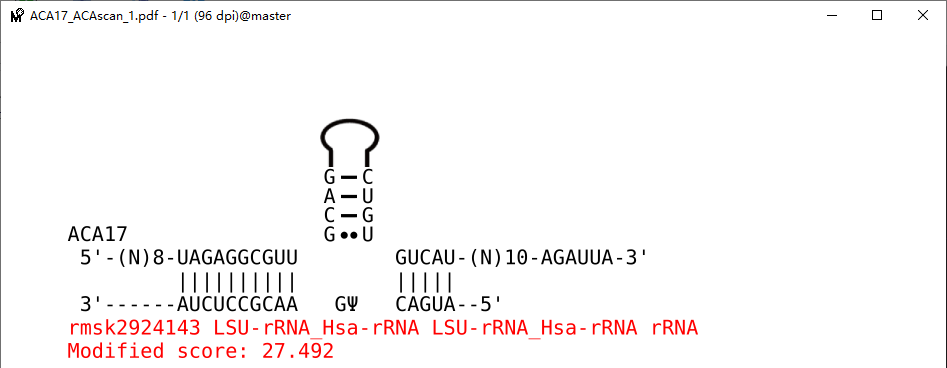 ACA17_ACAscan_1.pdf - 1/1 (96 dpi)@master
G C
A U
C G
ACA17 G••U
5'-(N)8-UAGAGGCGUU GUCAU-(N)10-AGAUUA-3'
|||||||||| |||||
3'------AUCUCCGCAA GΨ CAGUA--5'
rmsk2924143 LSU-rRNA_Hsa-rRNA LSU-rRNA_Hsa-rRNA rRNA
Modified score: 27.492